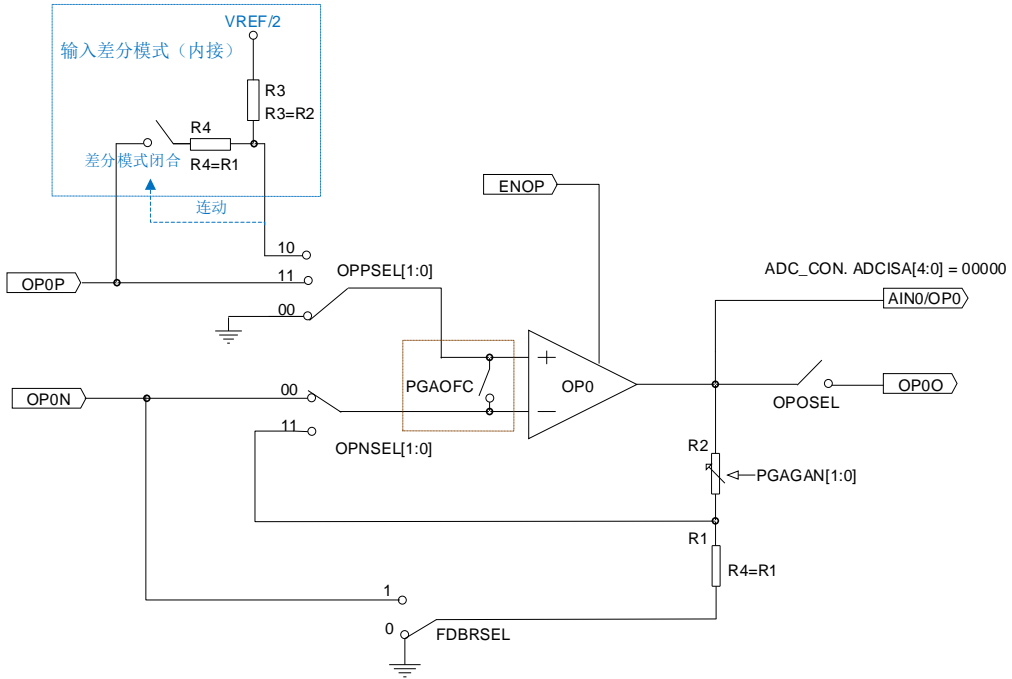 VREF/2
输入差分模式（内接）
R3
R3=R2
R4
差分模式闭合
R4=R1
连动
ENOP
10
OPPSEL[1:0]
ADC_CON. ADCISA[4:0] = 00000
OP0P
11
AIN0/OP0
00
PGAOFC
OP0
OP0N
00
OP0O
OPOSEL
11
OPNSEL[1:0]
R2
PGAGAN[1:0]
R1
R4=R1
1
0
FDBRSEL